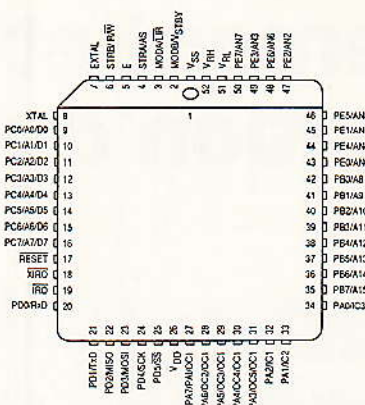 EXTAL
STRB/R/W
E
STRA/AS
MODA/LIR
MODB/VSTBY
VSS
VRH
VRL
PE7/AN7
PE3/AN3
PE6/AN6
PE2/AN2
7 6 5 4 3 2 1 52 51 50 49 48 47
XTAL 8
PC0/A0/D0 9
PC1/A1/D1 10
PC2/A2/D2 11
PC3/A3/D3 12
PC4/A4/D4 13
PC5/A5/D5 14
PC6/A6/D6 15
PC7/A7/D7 16
RESET 17
XIRQ 18
IRQ 19
PD0/RxD 20
46 PE5/AN
45 PE1/AN
44 PE4/AN
43 PE0/AN
42 PB0/A8
41 PB1/A9
40 PB2/A10
39 PB3/A11
38 PB4/A12
37 PB5/A13
36 PB6/A14
35 PB7/A15
34 PA0/IC3
21 22 23 24 25 26 27 28 29 30 31 32 33
PD1/TxD
PD2/MISO
PD3/MOSI
PD4/SCK
PD5/SS
VDD
PA7/PAI/OC1
PA6/OC2/OC1
PA5/OC3/OC1
PA4/OC4/OC1
PA3/OC5/OC1
PA2/IC1
PA1/IC2